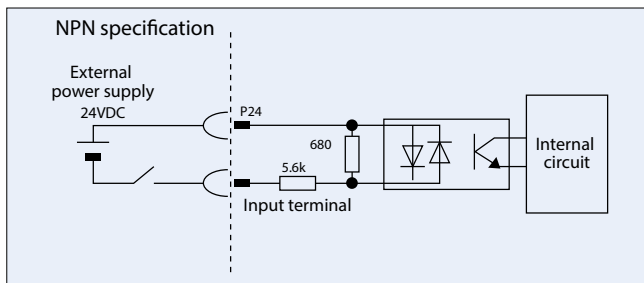 NPN specification
External
power supply
24VDC
P24
680
5.6k
Input terminal
Internal
circuit